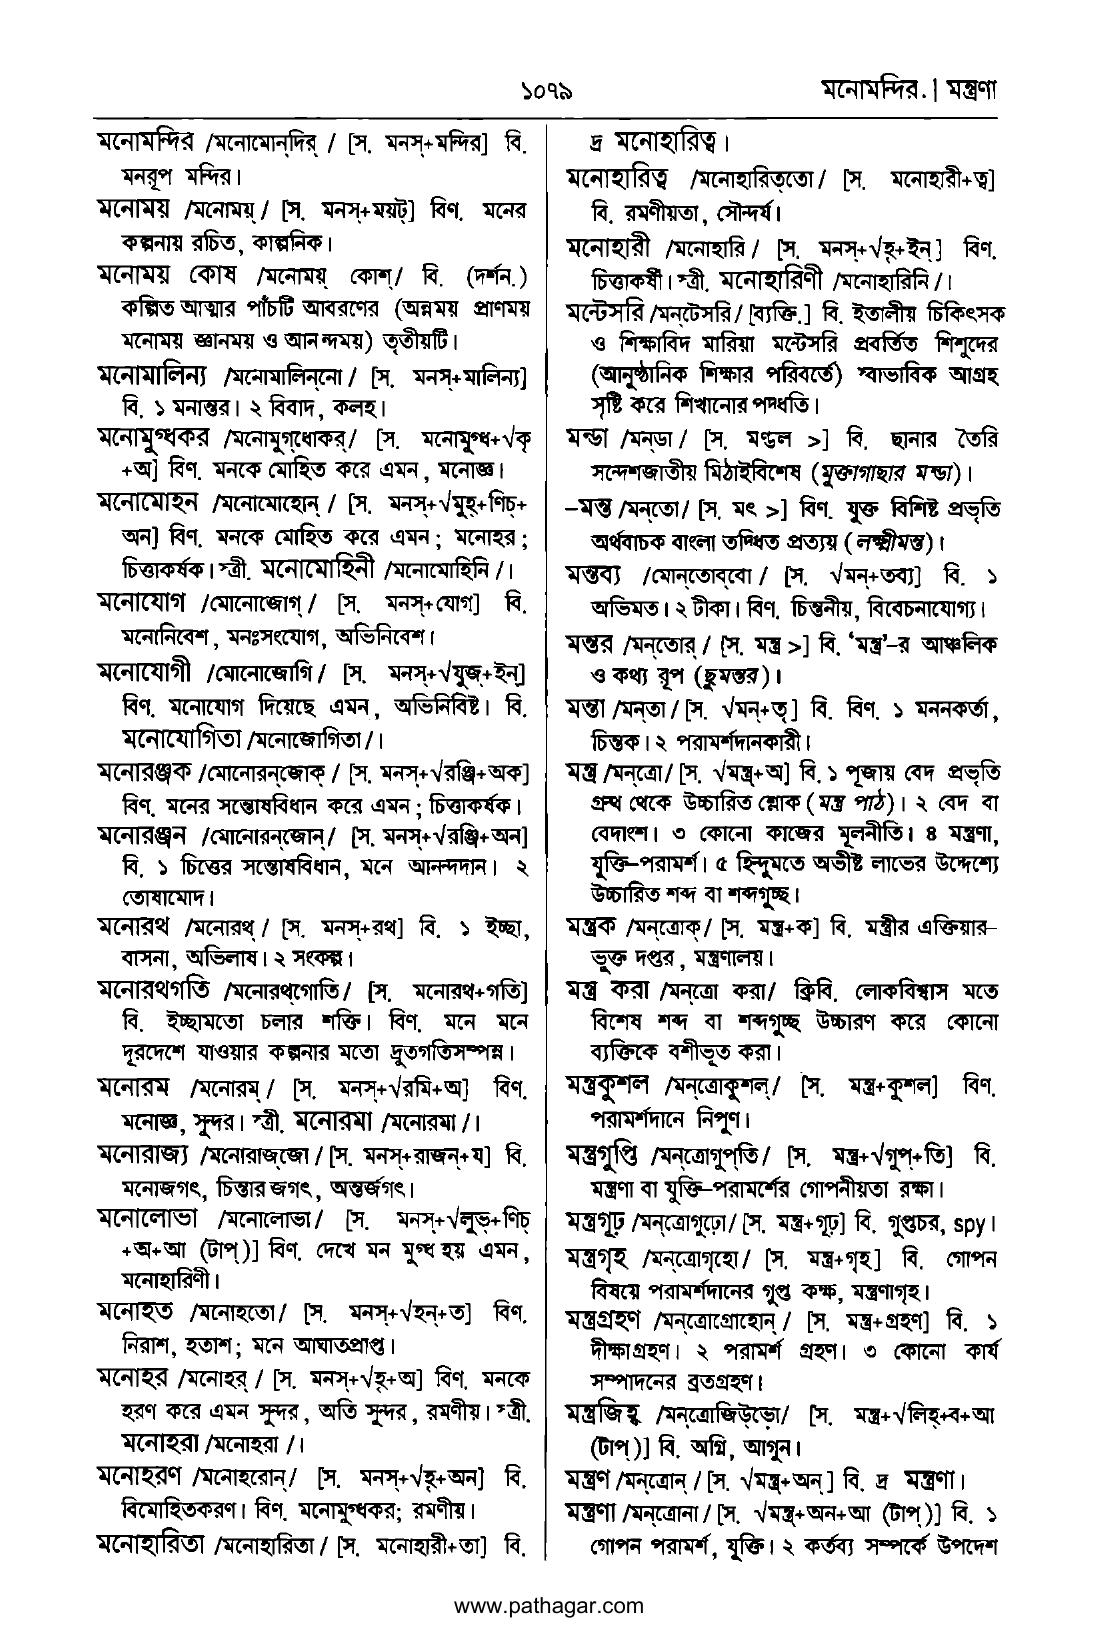 ১০৭৯
মনোমন্দির.। মন্ত্রণা
মনোমন্দির /মনোমোন্‌দির্ / [স. মনস্+মন্দির] বি.
মনরূপ মন্দির।
মনোময় /মনোময়্ / [স. মনস্+ময়ট্] বিণ. মনের
কল্পনায় রচিত, কাল্পনিক।
মনোময় কোষ /মনোময়্ কোশ্/ বি. (দর্শন.)
কল্পিত আত্মার পাঁচটি আবরণের (অন্নময় প্রাণময়
মনোময় জ্ঞানময় ও আনন্দময়) তৃতীয়টি।
মনোমালিন্য /মনোমালিন্‌নো / [স. মনস্+মালিন্য]
বি. ১ মনান্তর। ২ বিবাদ, কলহ।
মনোমুগ্ধকর /মনোমুগ্‌ধোকর্/ [স. মনোমুগ্ধ+√কৃ
+অ] বিণ. মনকে মোহিত করে এমন, মনোজ্ঞ।
মনোমোহন /মনোমোহোন্ / [স. মনস্+√মুহ্+ণিচ্+
অন] বিণ. মনকে মোহিত করে এমন; মনোহর;
চিত্তাকর্ষক। স্ত্রী. মনোমোহিনী /মনোমোহিনি /।
মনোযোগ /মোনোজোগ্ / [স. মনস্+যোগ] বি.
মনোনিবেশ, মনঃসংযোগ, অভিনিবেশ।
মনোযোগী /মোনোজোগি / [স. মনস্+√যুজ্+ইন্]
বিণ. মনোযোগ দিয়েছে এমন, অভিনিবিষ্ট। বি.
মনোযোগিতা /মনোজোগিতা /।
মনোরঞ্জক /মোনোরন্‌জোক্ / [স. মনস্+√রঞ্জি+অক]
বিণ. মনের সন্তোষবিধান করে এমন; চিত্তাকর্ষক।
মনোরঞ্জন /মোনোরন্‌জোন্/ [স. মনস্+√রঞ্জি+অন]
বি. ১ চিত্তের সন্তোষবিধান, মনে আনন্দদান। ২
তোষামোদ।
মনোরথ /মনোরথ্ / [স. মনস্+রথ] বি. ১ ইচ্ছা,
বাসনা, অভিলাষ। ২ সংকল্প।
মনোরথগতি /মনোরথ্‌গোতি/ [স. মনোরথ+গতি]
বি. ইচ্ছামতো চলার শক্তি। বিণ. মনে মনে
দূরদেশে যাওয়ার কল্পনার মতো দ্রুতগতিসম্পন্ন।
মনোরম /মনোরম্ / [স. মনস্+√রমি+অ] বিণ.
মনোজ্ঞ, সুন্দর। স্ত্রী. মনোরমা /মনোরমা /।
মনোরাজ্য /মনোরাজ্‌জো / [স. মনস্+রাজন্+য] বি.
মনোজগৎ, চিন্তার জগৎ, অন্তর্জগৎ।
মনোলোভা /মনোলোভা/ [স. মনস্+√লুভ্+ণিচ্
+অ+আ (টাপ্)] বিণ. দেখে মন মুগ্ধ হয় এমন,
মনোহারিণী।
মনোহত /মনোহতো/ [স. মনস্+√হন্+ত] বিণ.
নিরাশ, হতাশ; মনে আঘাতপ্রাপ্ত।
মনোহর /মনোহর্ / [স. মনস্+√হৃ+অ] বিণ. মনকে
হরণ করে এমন সুন্দর, অতি সুন্দর, রমণীয়। স্ত্রী.
মনোহরা /মনোহরা /।
মনোহরণ /মনোহরোন্/ [স. মনস্+√হৃ+অন] বি.
বিমোহিতকরণ। বিণ. মনোমুগ্ধকর; রমণীয়।
মনোহারিতা /মনোহারিতা / [স. মনোহারী+তা] বি.
দ্র মনোহারিত্ব।
মনোহারিত্ব /মনোহারিত্‌তো/ [স. মনোহারী+ত্ব]
বি. রমণীয়তা, সৌন্দর্য।
মনোহারী /মনোহারি / [স. মনস্+√হৃ+ইন্] বিণ.
চিত্তাকর্ষী। স্ত্রী. মনোহারিণী /মনোহারিনি /।
মন্টেসরি /মন্‌টেসরি/ [ব্যক্তি.] বি. ইতালীয় চিকিৎসক
ও শিক্ষাবিদ মারিয়া মন্টেসরি প্রবর্তিত শিশুদের
(আনুষ্ঠানিক শিক্ষার পরিবর্তে) স্বাভাবিক আগ্রহ
সৃষ্টি করে শিখানোর পদ্ধতি।
মন্ডা /মন্‌ডা / [স. মণ্ডল >] বি. ছানার তৈরি
সন্দেশজাতীয় মিঠাইবিশেষ (মুক্তাগাছার মন্ডা)।
–মন্ত /মন্‌তো/ [স. মৎ >] বিণ. যুক্ত বিশিষ্ট প্রভৃতি
অর্থবাচক বাংলা তদ্ধিত প্রত্যয় (লক্ষ্মীমন্ত)।
মন্তব্য /মোন্‌তোব্‌বো / [স. √মন্+তব্য] বি. ১
অভিমত। ২ টীকা। বিণ. চিন্তনীয়, বিবেচনাযোগ্য।
মন্তর /মন্‌তোর্ / [স. মন্ত্র >] বি. ‘মন্ত্র’–র আঞ্চলিক
ও কথ্য রূপ (ছুমন্তর)।
মন্তা /মন্‌তা / [স. √মন্+তৃ] বি. বিণ. ১ মননকর্তা,
চিন্তক। ২ পরামর্শদানকারী।
মন্ত্র /মন্‌ত্রো/ [স. √মন্ত্র+অ] বি. ১ পূজায় বেদ প্রভৃতি
গ্রন্থ থেকে উচ্চারিত শ্লোক (মন্ত্র পাঠ)। ২ বেদ বা
বেদাংশ। ৩ কোনো কাজের মূলনীতি। ৪ মন্ত্রণা,
যুক্তি–পরামর্শ। ৫ হিন্দুমতে অভীষ্ট লাভের উদ্দেশ্যে
উচ্চারিত শব্দ বা শব্দগুচ্ছ।
মন্ত্রক /মন্‌ত্রোক্/ [স. মন্ত্র+ক] বি. মন্ত্রীর এক্তিয়ার–
ভুক্ত দপ্তর, মন্ত্রণালয়।
মন্ত্র করা /মন্‌ত্রো করা/ ক্রিবি. লোকবিশ্বাস মতে
বিশেষ শব্দ বা শব্দগুচ্ছ উচ্চারণ করে কোনো
ব্যক্তিকে বশীভূত করা।
মন্ত্রকুশল /মন্‌ত্রোকুশল্/ [স. মন্ত্র+কুশল] বিণ.
পরামর্শদানে নিপুণ।
মন্ত্রগুপ্তি /মন্‌ত্রোগুপ্‌তি/ [স. মন্ত্র+√গুপ্+তি] বি.
মন্ত্রণা বা যুক্তি–পরামর্শের গোপনীয়তা রক্ষা।
মন্ত্রগূঢ় /মন্‌ত্রোগুঢ়ো/ [স. মন্ত্র+গূঢ়] বি. গুপ্তচর, spy।
মন্ত্রগৃহ /মন্‌ত্রোগৃহো/ [স. মন্ত্র+গৃহ] বি. গোপন
বিষয়ে পরামর্শদানের গুপ্ত কক্ষ, মন্ত্রণাগৃহ।
মন্ত্রগ্রহণ /মন্‌ত্রোগ্রোহোন্ / [স. মন্ত্র+গ্রহণ] বি. ১
দীক্ষাগ্রহণ। ২ পরামর্শ গ্রহণ। ৩ কোনো কার্য
সম্পাদনের ব্রতগ্রহণ।
মন্ত্রজিহ্ব /মন্‌ত্রোজিউ্‌ভো/ [স. মন্ত্র+√লিহ্+ব+আ
(টাপ্)] বি. অগ্নি, আগুন।
মন্ত্রণ /মন্‌ত্রোন্ / [স. √মন্ত্র+অন্] বি. দ্র মন্ত্রণা।
মন্ত্রণা /মন্‌ত্রোনা / [স. √মন্ত্র+অন+আ (টাপ্)] বি. ১
গোপন পরামর্শ, যুক্তি। ২ কর্তব্য সম্পর্কে উপদেশ
www.pathagar.com